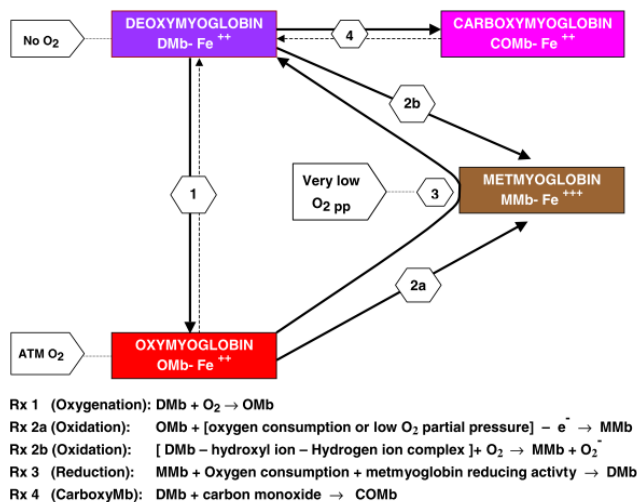 No O₂
DEOXYMYOGLOBIN
DMb- Fe ⁺⁺
4
CARBOXYMYOGLOBIN
COMb- Fe ⁺⁺
2b
1
Very low
O₂ pp
3
METMYOGLOBIN
MMb- Fe ⁺⁺⁺
2a
ATM O₂
OXYMYOGLOBIN
OMb- Fe ⁺⁺
Rx 1 (Oxygenation): DMb + O₂ → OMb
Rx 2a (Oxidation): OMb + [oxygen consumption or low O₂ partial pressure] – e⁻ → MMb
Rx 2b (Oxidation): [ DMb – hydroxyl ion – Hydrogen ion complex ]+ O₂ → MMb + O₂⁻
Rx 3 (Reduction): MMb + Oxygen consumption + metmyoglobin reducing activty → DMb
Rx 4 (CarboxyMb): DMb + carbon monoxide → COMb